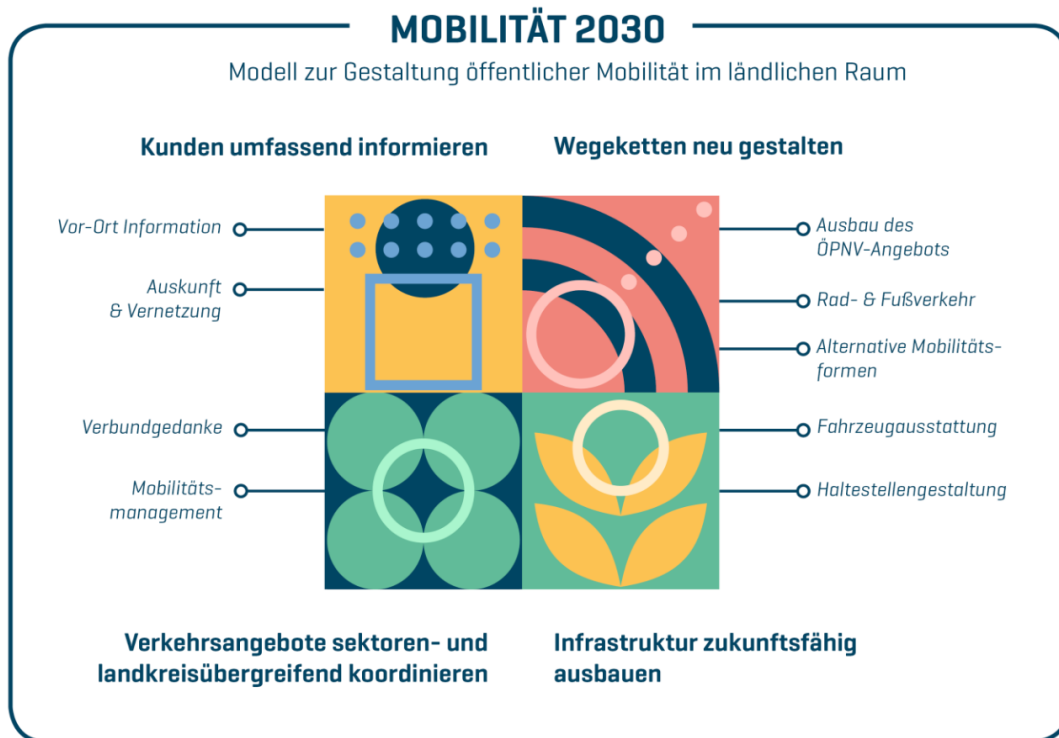 MOBILITÄT 2030
Modell zur Gestaltung öffentlicher Mobilität im ländlichen Raum
Kunden umfassend informieren
Vor-Ort Information
Auskunft
& Vernetzung
Wegeketten neu gestalten
Ausbau des
ÖPNV-Angebots
Rad- & Fußverkehr
Alternative Mobilitäts-
formen
Verbundgedanke
Mobilitäts-
management
Verkehrsangebote sektoren- und
landkreisübergreifend koordinieren
Fahrzeugausstattung
Haltestellengestaltung
Infrastruktur zukunftsfähig
ausbauen